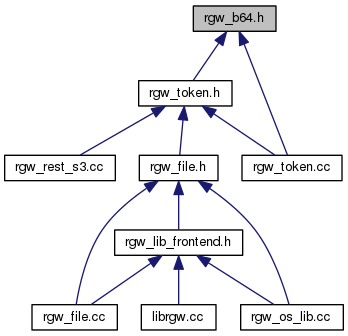 rgw_b64.h
rgw_token.h
rgw_rest_s3.cc
rgw_file.h
rgw_token.cc
rgw_lib_frontend.h
rgw_file.cc
librgw.cc
rgw_os_lib.cc